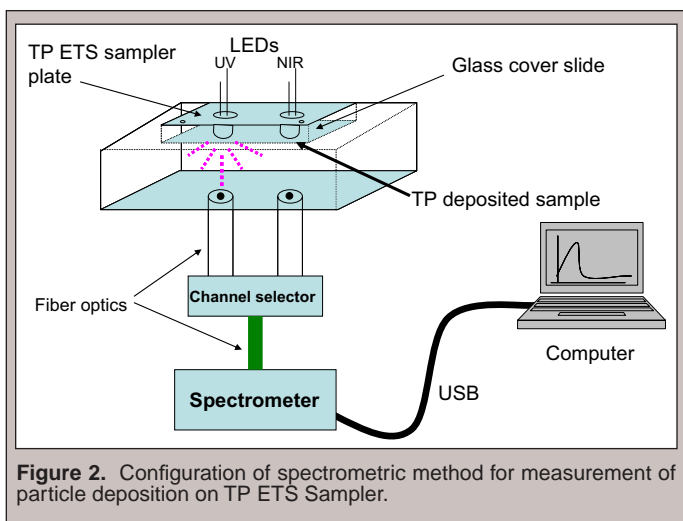 LEDs
TP ETS sampler
plate
UV
NIR
Glass cover slide
TP deposited sample
Fiber optics
Channel selector
Computer
Spectrometer
USB
Figure 2. Configuration of spectrometric method for measurement of
particle deposition on TP ETS Sampler.